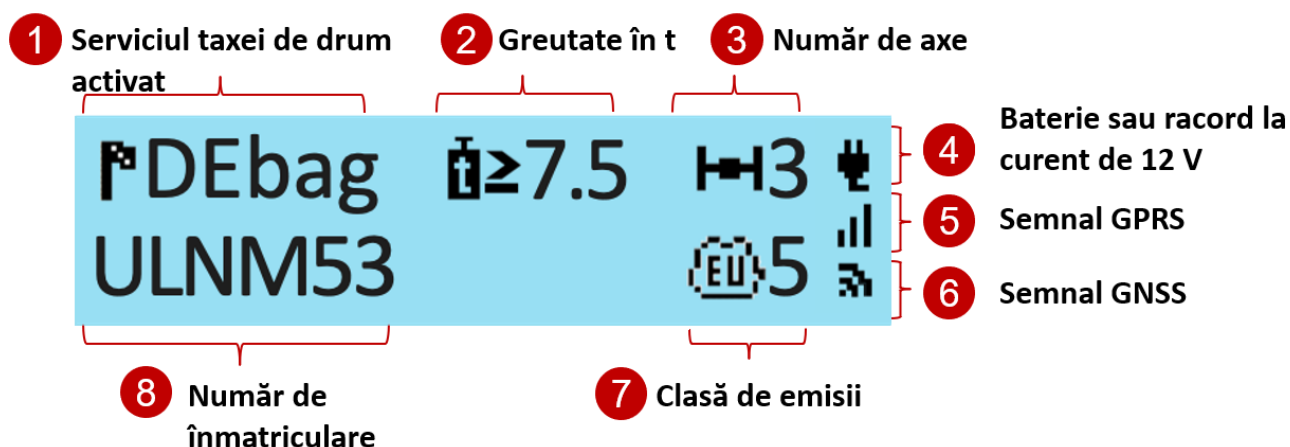 1 Serviciul taxei de drum
activat
2 Greutate în t
3 Număr de axe
DEbag t≥7.5 3
4 Baterie sau racord la
curent de 12 V
5 Semnal GPRS
ULNM53 EU 5
6 Semnal GNSS
8 Număr de
înmatriculare
7 Clasă de emisii